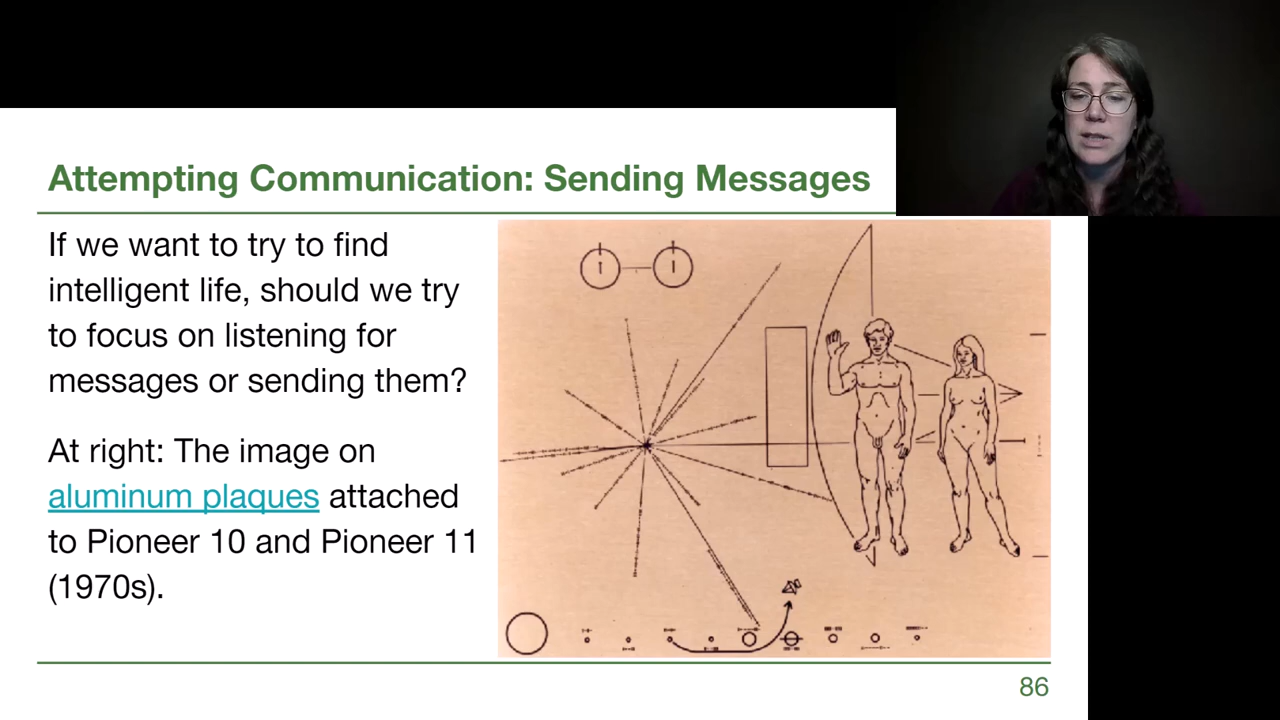 Attempting Communication: Sending Messages
If we want to try to find
intelligent life, should we try
to focus on listening for
messages or sending them?
At right: The image on
aluminum plaques attached
to Pioneer 10 and Pioneer 11
(1970s).
86